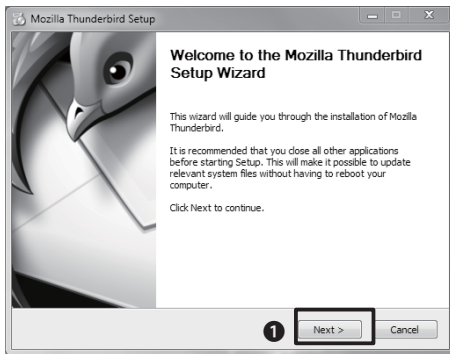 Mozilla Thunderbird Setup
Welcome to the Mozilla Thunderbird
Setup Wizard
This wizard will guide you through the installation of Mozilla
Thunderbird.
It is recommended that you close all other applications
before starting Setup. This will make it possible to update
relevant system files without having to reboot your
computer.
Click Next to continue.
1 Next > Cancel